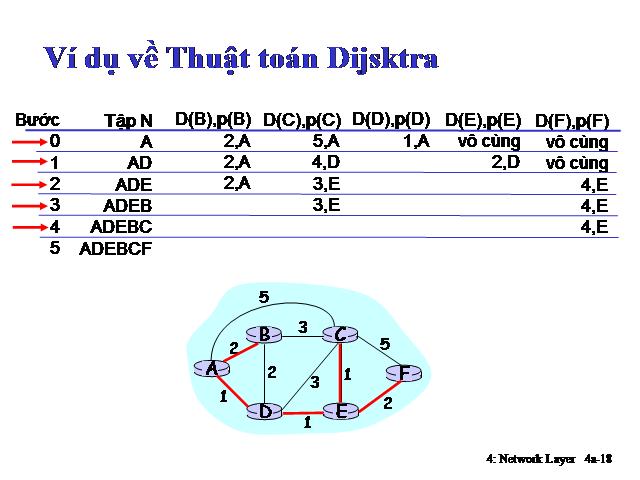 Ví dụ về Thuật toán Dijsktra
Bước Tập N D(B),p(B) D(C),p(C) D(D),p(D) D(E),p(E) D(F),p(F)
0 A 2,A 5,A 1,A vô cùng vô cùng
1 AD 2,A 4,D 2,D vô cùng
2 ADE 2,A 3,E 4,E
3 ADEB 3,E 4,E
4 ADEBC 4,E
5 ADEBCF
5
B 3 C
2 5
A 2 3 1 F
1 2
D 1 E
4: Network Layer 4a-18